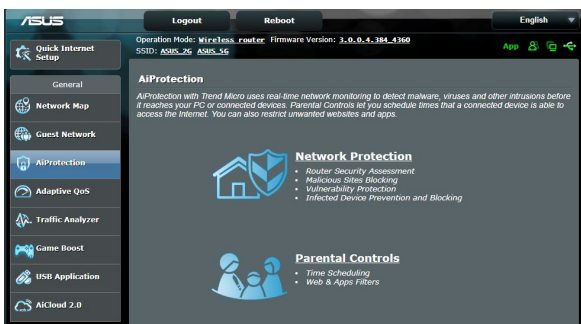 ASUS
Logout
Reboot
English
Quick Internet
Setup
Operation Mode: Wireless router Firmware Version: 3.0.0.4.384_4360
SSID: ASUS_2G ASUS_5G
App
General
Network Map
Guest Network
AiProtection
Adaptive QoS
Traffic Analyzer
Game Boost
USB Application
AiCloud 2.0
AiProtection
AiProtection with Trend Micro uses real-time network monitoring to detect malware, viruses and other intrusions before
it reaches your PC or connected devices. Parental Controls let you schedule times that a connected device is able to
access the Internet. You can also restrict unwanted websites and apps.
Network Protection
• Router Security Assessment
• Malicious Sites Blocking
• Vulnerability Protection
• Infected Device Prevention and Blocking
Parental Controls
• Time Scheduling
• Web & Apps Filters